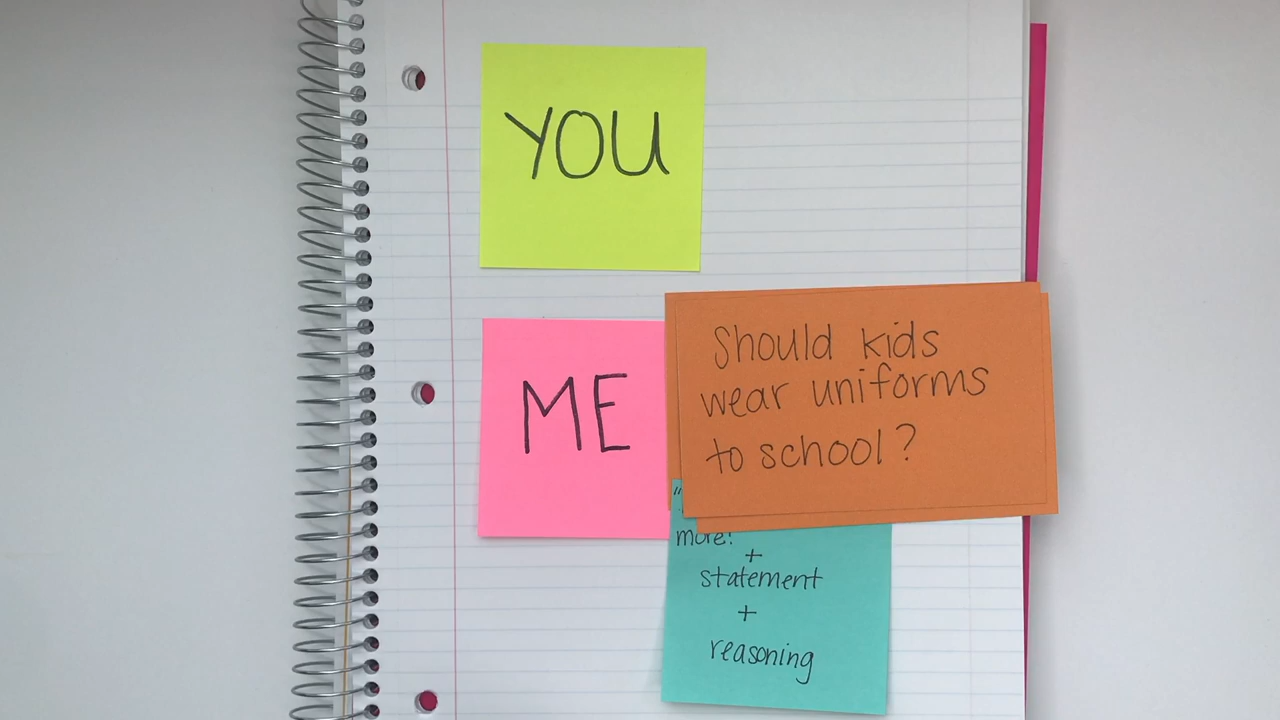 YOU
ME
Should kids
wear uniforms
to school?
more!
+
statement
+
reasoning